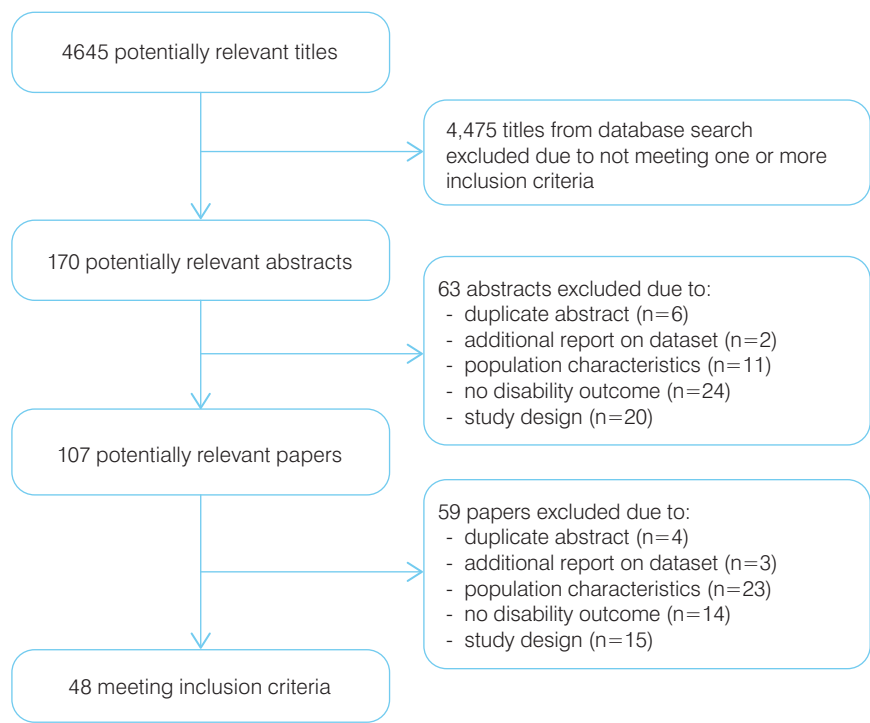 4645 potentially relevant titles
4,475 titles from database search
excluded due to not meeting one or more
inclusion criteria
170 potentially relevant abstracts
63 abstracts excluded due to:
- duplicate abstract (n=6)
- additional report on dataset (n=2)
- population characteristics (n=11)
- no disability outcome (n=24)
- study design (n=20)
107 potentially relevant papers
59 papers excluded due to:
- duplicate abstract (n=4)
- additional report on dataset (n=3)
- population characteristics (n=23)
- no disability outcome (n=14)
- study design (n=15)
48 meeting inclusion criteria